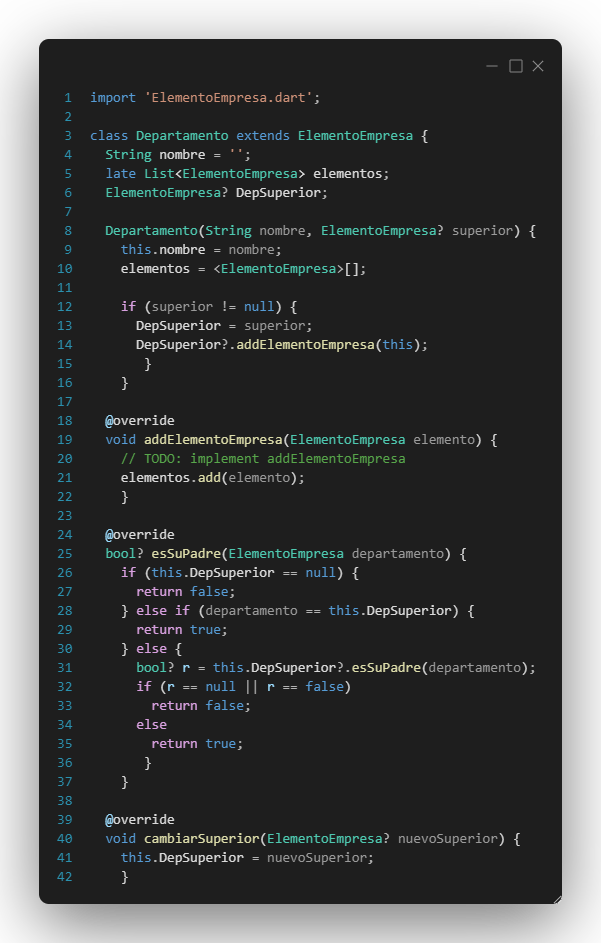 1 import 'ElementoEmpresa.dart';
2
3 class Departamento extends ElementoEmpresa {
4   String nombre = '';
5   late List<ElementoEmpresa> elementos;
6   ElementoEmpresa? DepSuperior;
7
8   Departamento(String nombre, ElementoEmpresa? superior) {
9     this.nombre = nombre;
10     elementos = <ElementoEmpresa>[];
11
12     if (superior != null) {
13       DepSuperior = superior;
14       DepSuperior?.addElementoEmpresa(this);
15        }
16     }
17
18   @override
19   void addElementoEmpresa(ElementoEmpresa elemento) {
20     // TODO: implement addElementoEmpresa
21     elementos.add(elemento);
22     }
23
24   @override
25   bool? esSuPadre(ElementoEmpresa departamento) {
26     if (this.DepSuperior == null) {
27       return false;
28     } else if (departamento == this.DepSuperior) {
29       return true;
30     } else {
31       bool? r = this.DepSuperior?.esSuPadre(departamento);
32       if (r == null || r == false)
33         return false;
34       else
35         return true;
36        }
37     }
38
39   @override
40   void cambiarSuperior(ElementoEmpresa? nuevoSuperior) {
41     this.DepSuperior = nuevoSuperior;
42     }